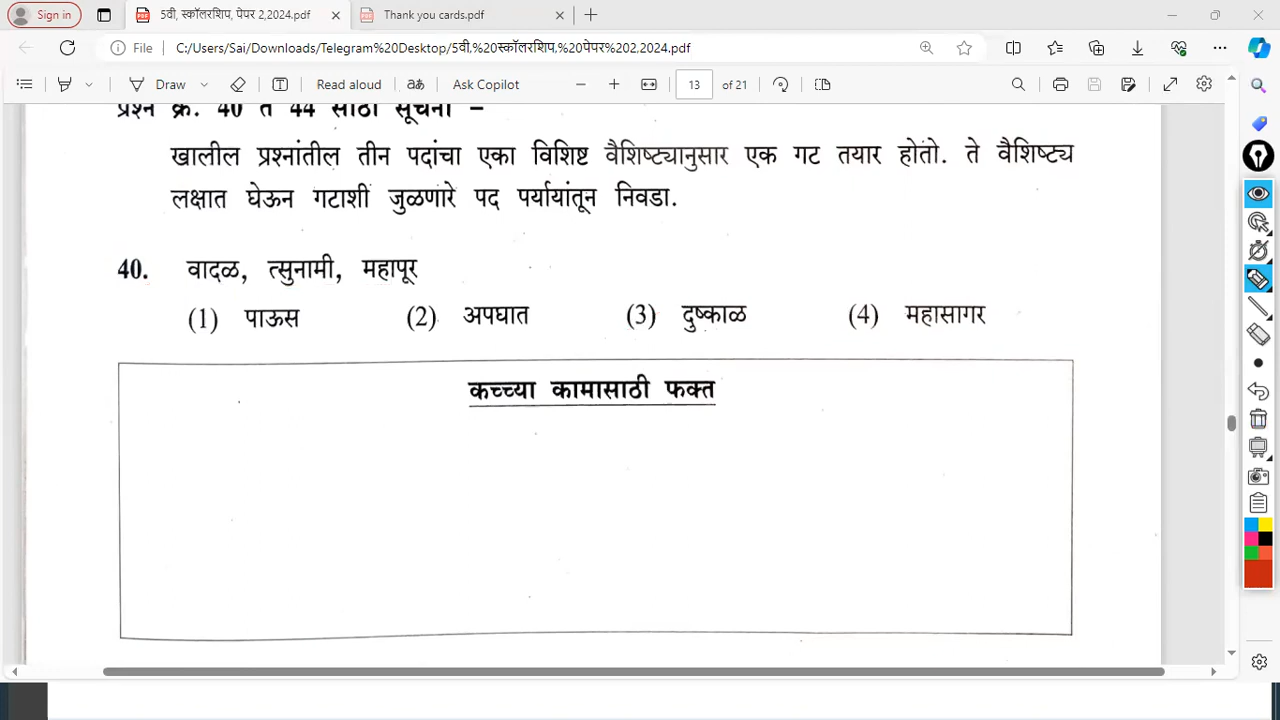 Sign in
5वी, स्कॉलरशिप, पेपर 2,2024.pdf
Thank you cards.pdf
File
C:/Users/Sai/Downloads/Telegram%20Desktop/5वी,%20स्कॉलरशिप,%20पेपर%202,2024.pdf
Draw
Read aloud
aあ
Ask Copilot
13 of 21
प्रश्न क्र. 40 ते 44 साठी सूचना –
खालील प्रश्नांतील तीन पदांचा एका विशिष्ट वैशिष्ट्यानुसार एक गट तयार होतो. ते वैशिष्ट्य
लक्षात घेऊन गटाशी जुळणारे पद पर्यायांतून निवडा.
40. वादळ, त्सुनामी, महापूर
(1) पाऊस (2) अपघात (3) दुष्काळ (4) महासागर
कच्च्या कामासाठी फक्त